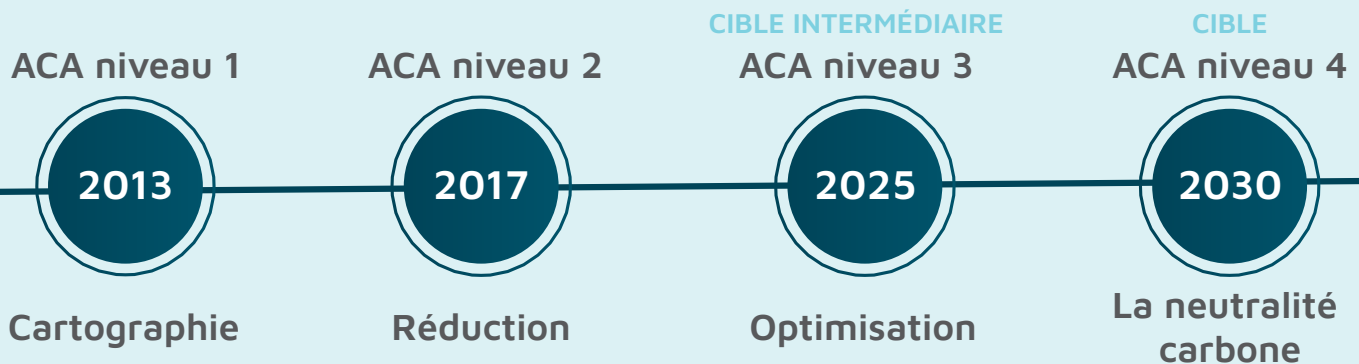 CIBLE INTERMÉDIAIRE
CIBLE
ACA niveau 1
ACA niveau 2
ACA niveau 3
ACA niveau 4
2013
2017
2025
2030
Cartographie
Réduction
Optimisation
La neutralité
carbone